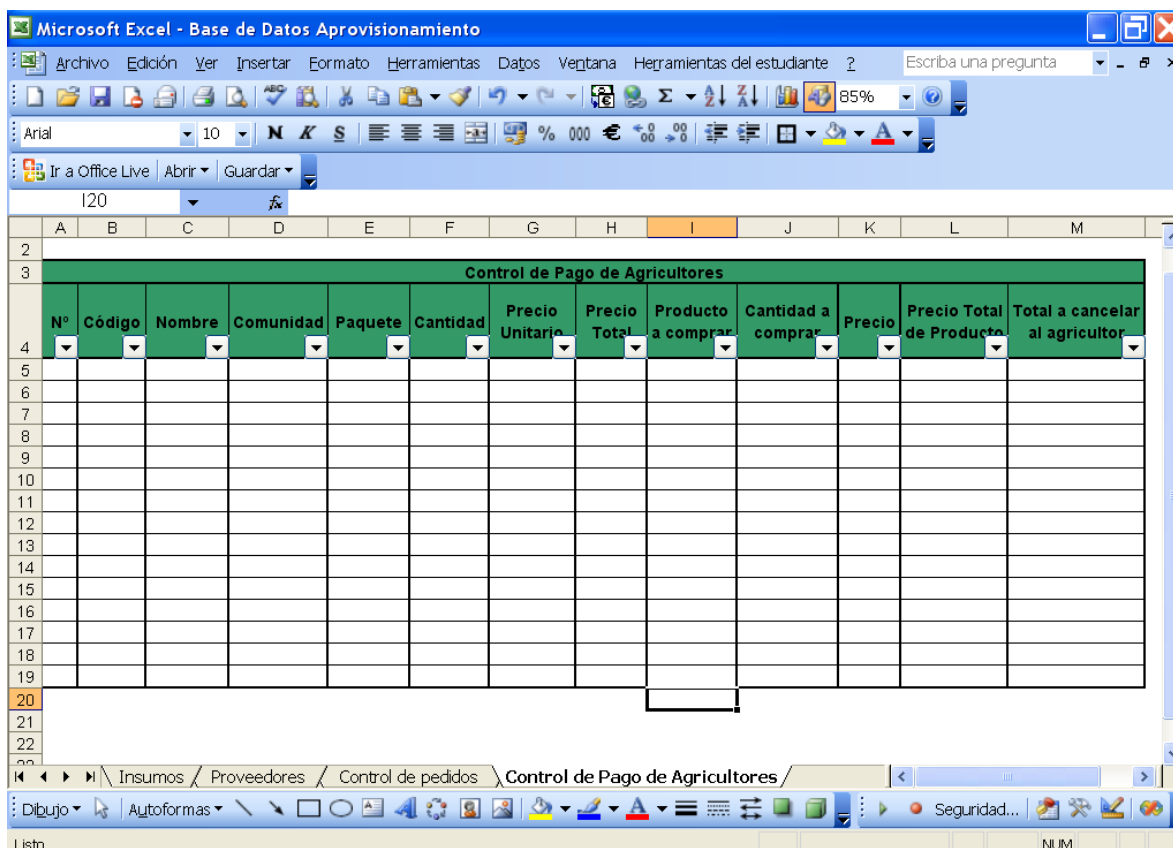 Microsoft Excel - Base de Datos Aprovisionamiento
Archivo Edición Ver Insertar Formato Herramientas Datos Ventana Herramientas del estudiante ? Escriba una pregunta
85%
Arial 10 N K S % 000 €
Ir a Office Live Abrir Guardar
I20 fx
A B C D E F G H I J K L M
2
3 Control de Pago de Agricultores
4 Nº Código Nombre Comunidad Paquete Cantidad Precio Unitario Precio Total Producto a comprar Cantidad a comprar Precio Precio Total de Producto Total a cancelar al agricultor
5
6
7
8
9
10
11
12
13
14
15
16
17
18
19
20
21
22
Insumos Proveedores Control de pedidos Control de Pago de Agricultores
Dibujo Autoformas Seguridad...
Listo NUM